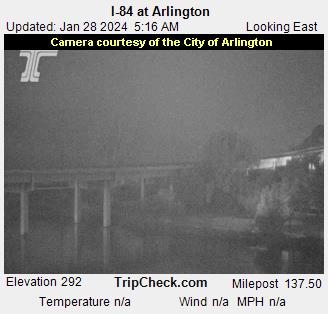 I-84 at Arlington
Updated: Jan 28 2024 5:16 AM Looking East
Camera courtesy of the City of Arlington
Elevation 292 TripCheck.com Milepost 137.50
Temperature n/a Wind n/a MPH n/a